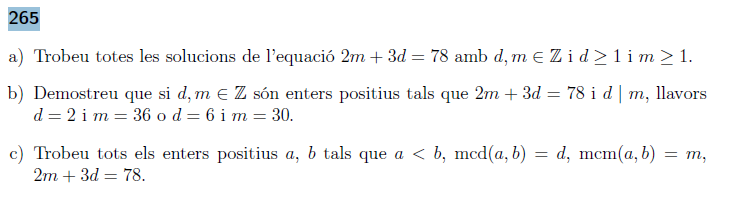 265
a) Trobeu totes les solucions de l'equació 2m + 3d = 78 amb d, m ∈ ℤ i d ≥ 1 i m ≥ 1.
b) Demostreu que si d, m ∈ ℤ són enters positius tals que 2m + 3d = 78 i d | m, llavors
d = 2 i m = 36 o d = 6 i m = 30.
c) Trobeu tots els enters positius a, b tals que a < b, mcd(a, b) = d, mcm(a, b) = m,
2m + 3d = 78.